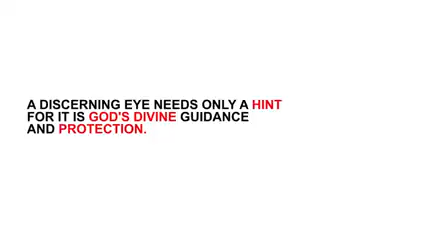 A DISCERNING EYE NEEDS ONLY A HINT
FOR IT IS GOD'S DIVINE GUIDANCE
AND PROTECTION.